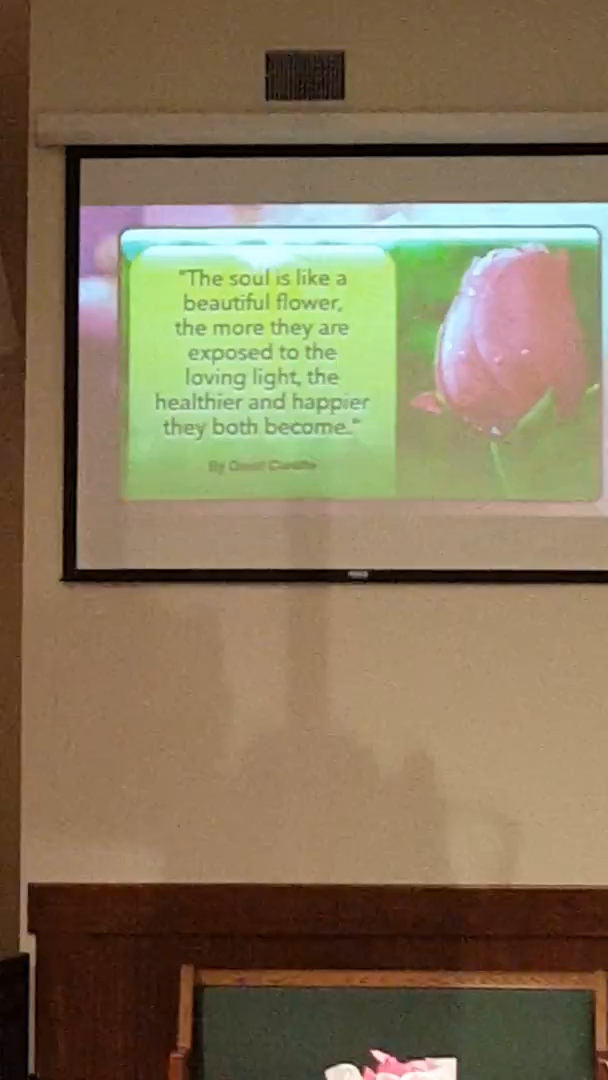 "The soul is like a
beautiful flower,
the more they are
exposed to the
loving light, the
healthier and happier
they both become."
By